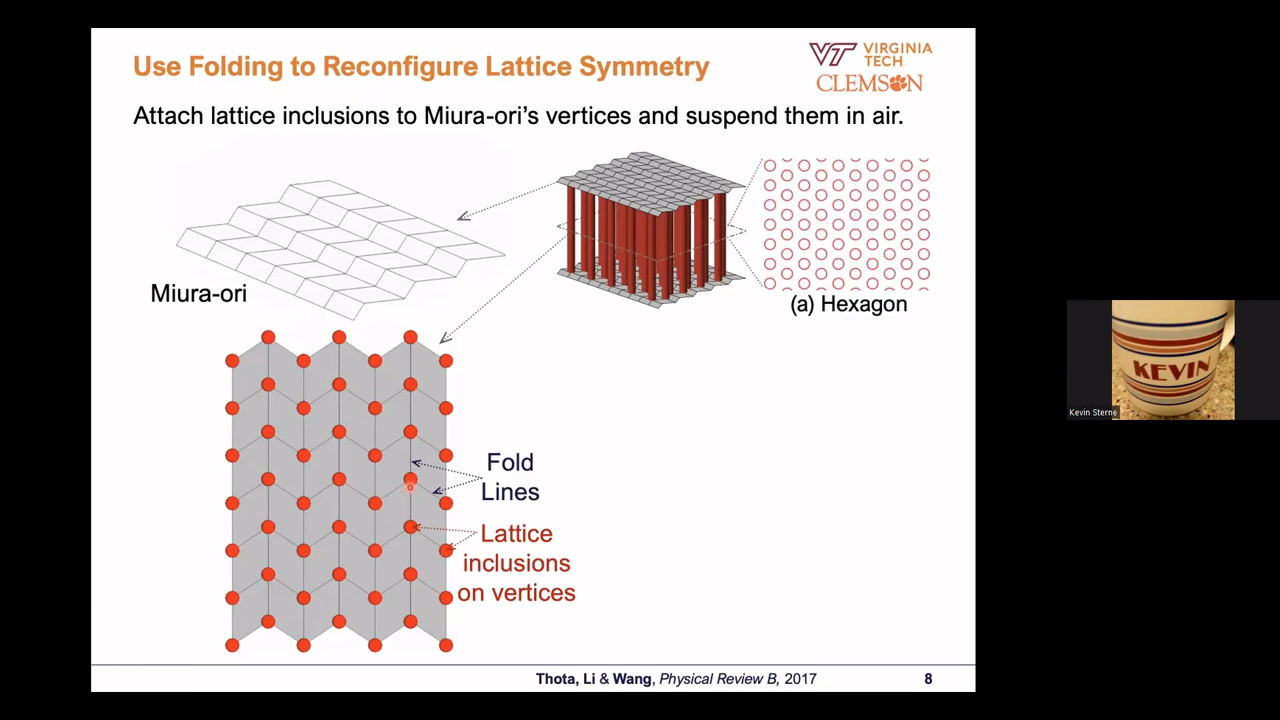 Use Folding to Reconfigure Lattice Symmetry
VIRGINIA
TECH
CLEMSON
Attach lattice inclusions to Miura-ori's vertices and suspend them in air.
Miura-ori
(a) Hexagon
Fold
Lines
Lattice
inclusions
on vertices
Thota, Li & Wang, Physical Review B, 2017
8
KEVIN
Kevin Sterne